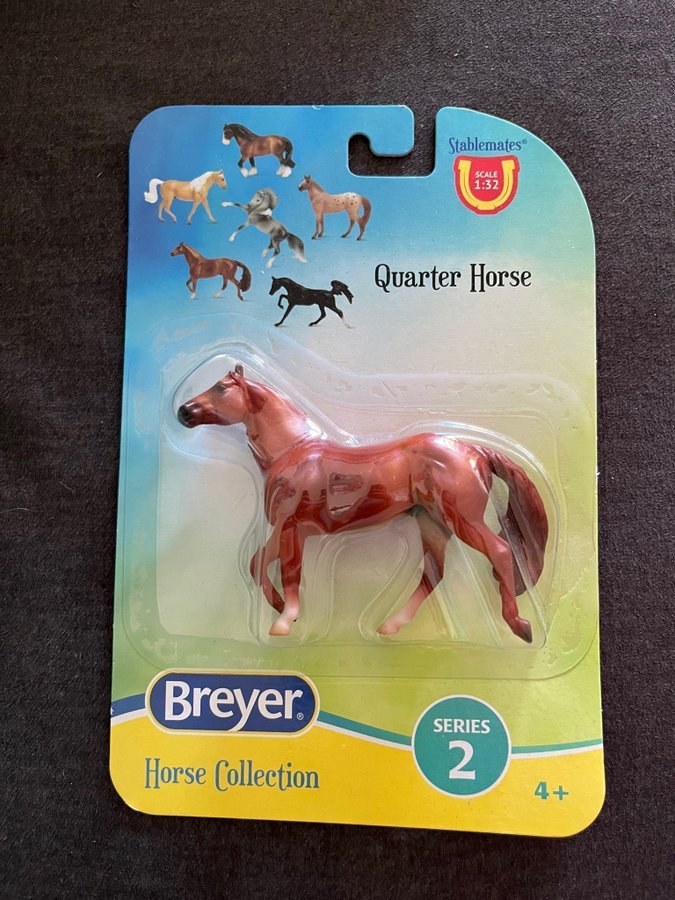 Stablemates®
SCALE
1:32
Quarter Horse
Breyer®
SERIES
2
Horse Collection
4+